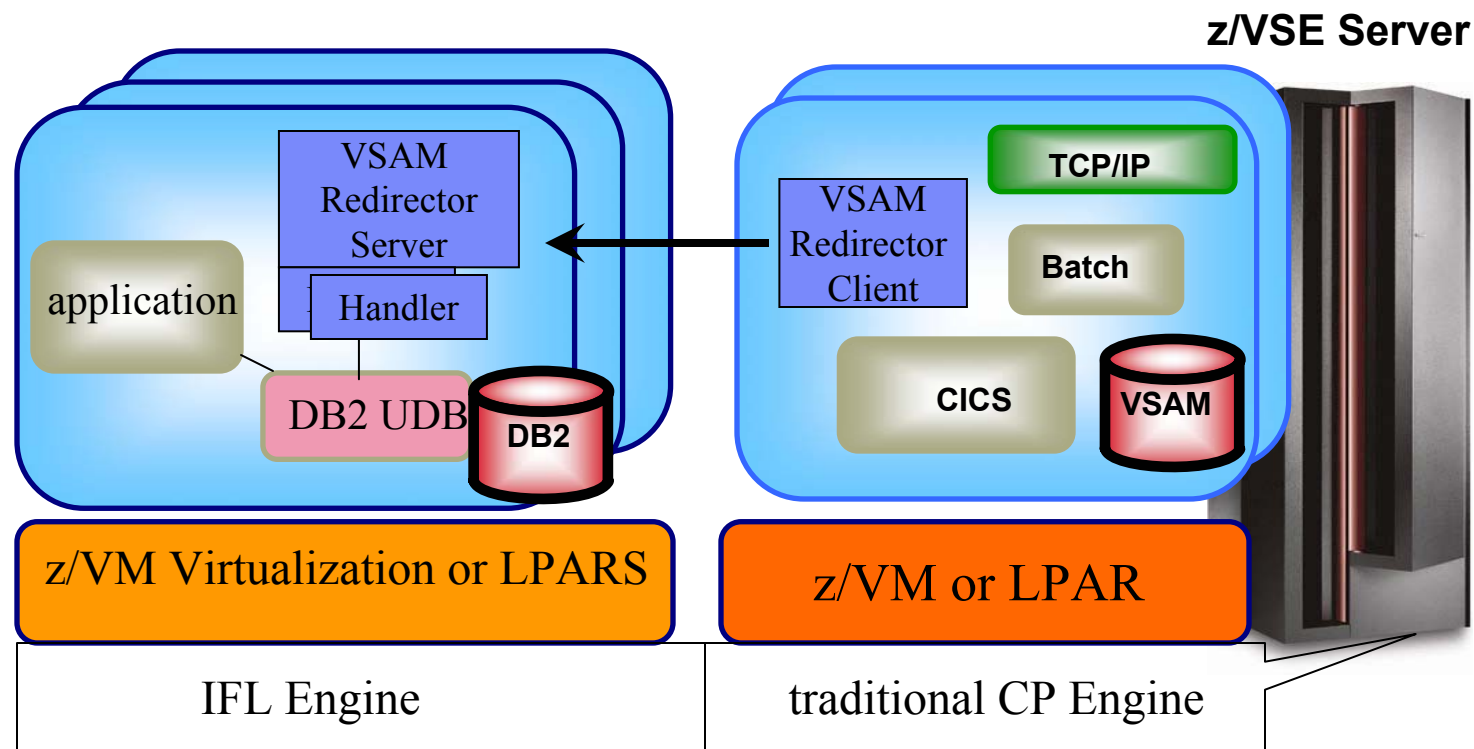 z/VSE Server
VSAM
Redirector
Server
Handler
application
DB2 UDB
DB2
TCP/IP
VSAM
Redirector
Client
Batch
CICS
VSAM
z/VM Virtualization or LPARS
z/VM or LPAR
IFL Engine
traditional CP Engine